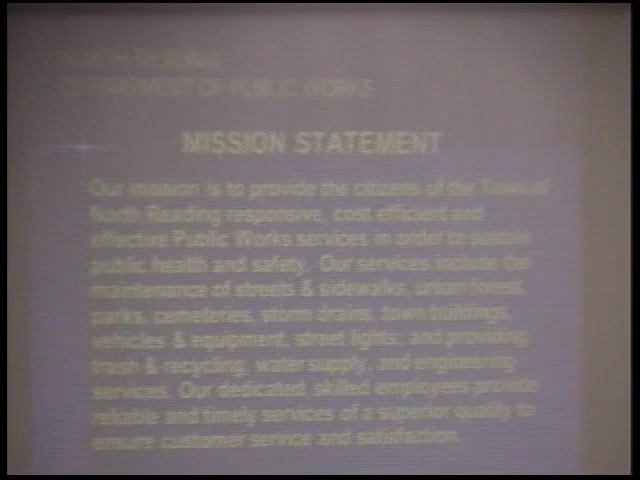 NORTH READING
DEPARTMENT OF PUBLIC WORKS
MISSION STATEMENT
Our mission is to provide the citizens of the Town of
North Reading responsive, cost efficient and
effective Public Works services in order to sustain
public health and safety. Our services include the
maintenance of streets & sidewalks, urban forest,
parks, cemeteries, storm drains, town buildings,
vehicles & equipment, street lights, and providing
trash & recycling, water supply, and engineering
services. Our dedicated, skilled employees provide
reliable and timely services of a superior quality to
ensure customer service and satisfaction.